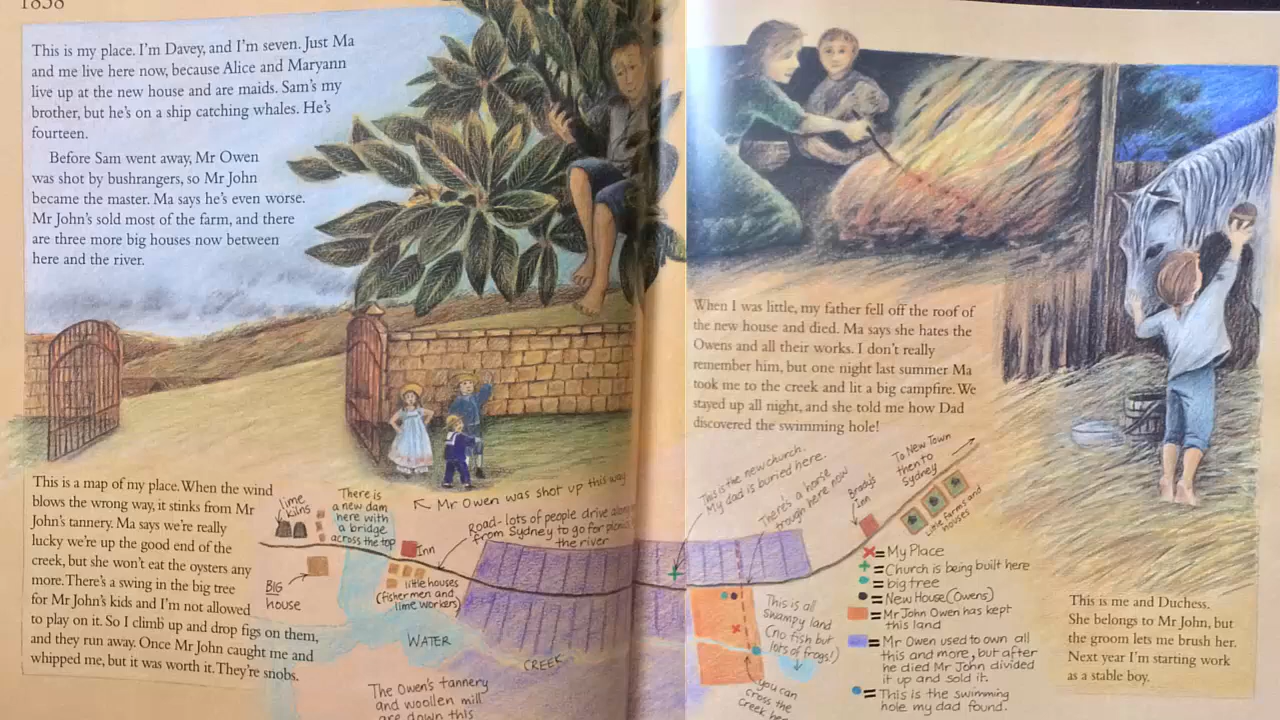 1838
This is my place. I'm Davey, and I'm seven. Just Ma
and me live here now, because Alice and Maryann
live up at the new house and are maids. Sam's my
brother, but he's on a ship catching whales. He's
fourteen.
Before Sam went away, Mr Owen
was shot by bushrangers, so Mr John
became the master. Ma says he's even worse.
Mr John's sold most of the farm, and there
are three more big houses now between
here and the river.
This is a map of my place. When the wind
blows the wrong way, it stinks from Mr
John's tannery. Ma says we're really
lucky we're up the good end of the
creek, but she won't eat the oysters any
more. There's a swing in the big tree
for Mr John's kids and I'm not allowed
to play on it. So I climb up and drop figs on them,
and they run away. Once Mr John caught me and
whipped me, but it was worth it. They're snobs.
lime
kilns
There is
a new dam
here with
a bridge
across the top
BIG
house
Inn
little houses
(fishermen and
lime workers)
Mr Owen was shot up this way
Road - lots of people drive along
from Sydney to go for picnics
the river
WATER
CREEK
The Owen's tannery
and woollen mill
are down this
When I was little, my father fell off the roof of
the new house and died. Ma says she hates the
Owens and all their works. I don't really
remember him, but one night last summer Ma
took me to the creek and lit a big campfire. We
stayed up all night, and she told me how Dad
discovered the swimming hole!
This is the new church.
My dad is buried here.
There's a horse
trough here now
Brady's
Inn
To New Town
then to
Sydney
Little farms and
houses
This is all
swampy land
(no fish but
lots of frogs!)
you can
cross the
Creek here
= My Place
= Church is being built here
= big tree
= New House (Owens)
= Mr John Owen has kept
this land
= Mr Owen used to own all
this and more, but after
he died Mr John divided
it up and sold it.
= This is the swimming
hole my dad found.
This is me and Duchess.
She belongs to Mr John, but
the groom lets me brush her.
Next year I'm starting work
as a stable boy.